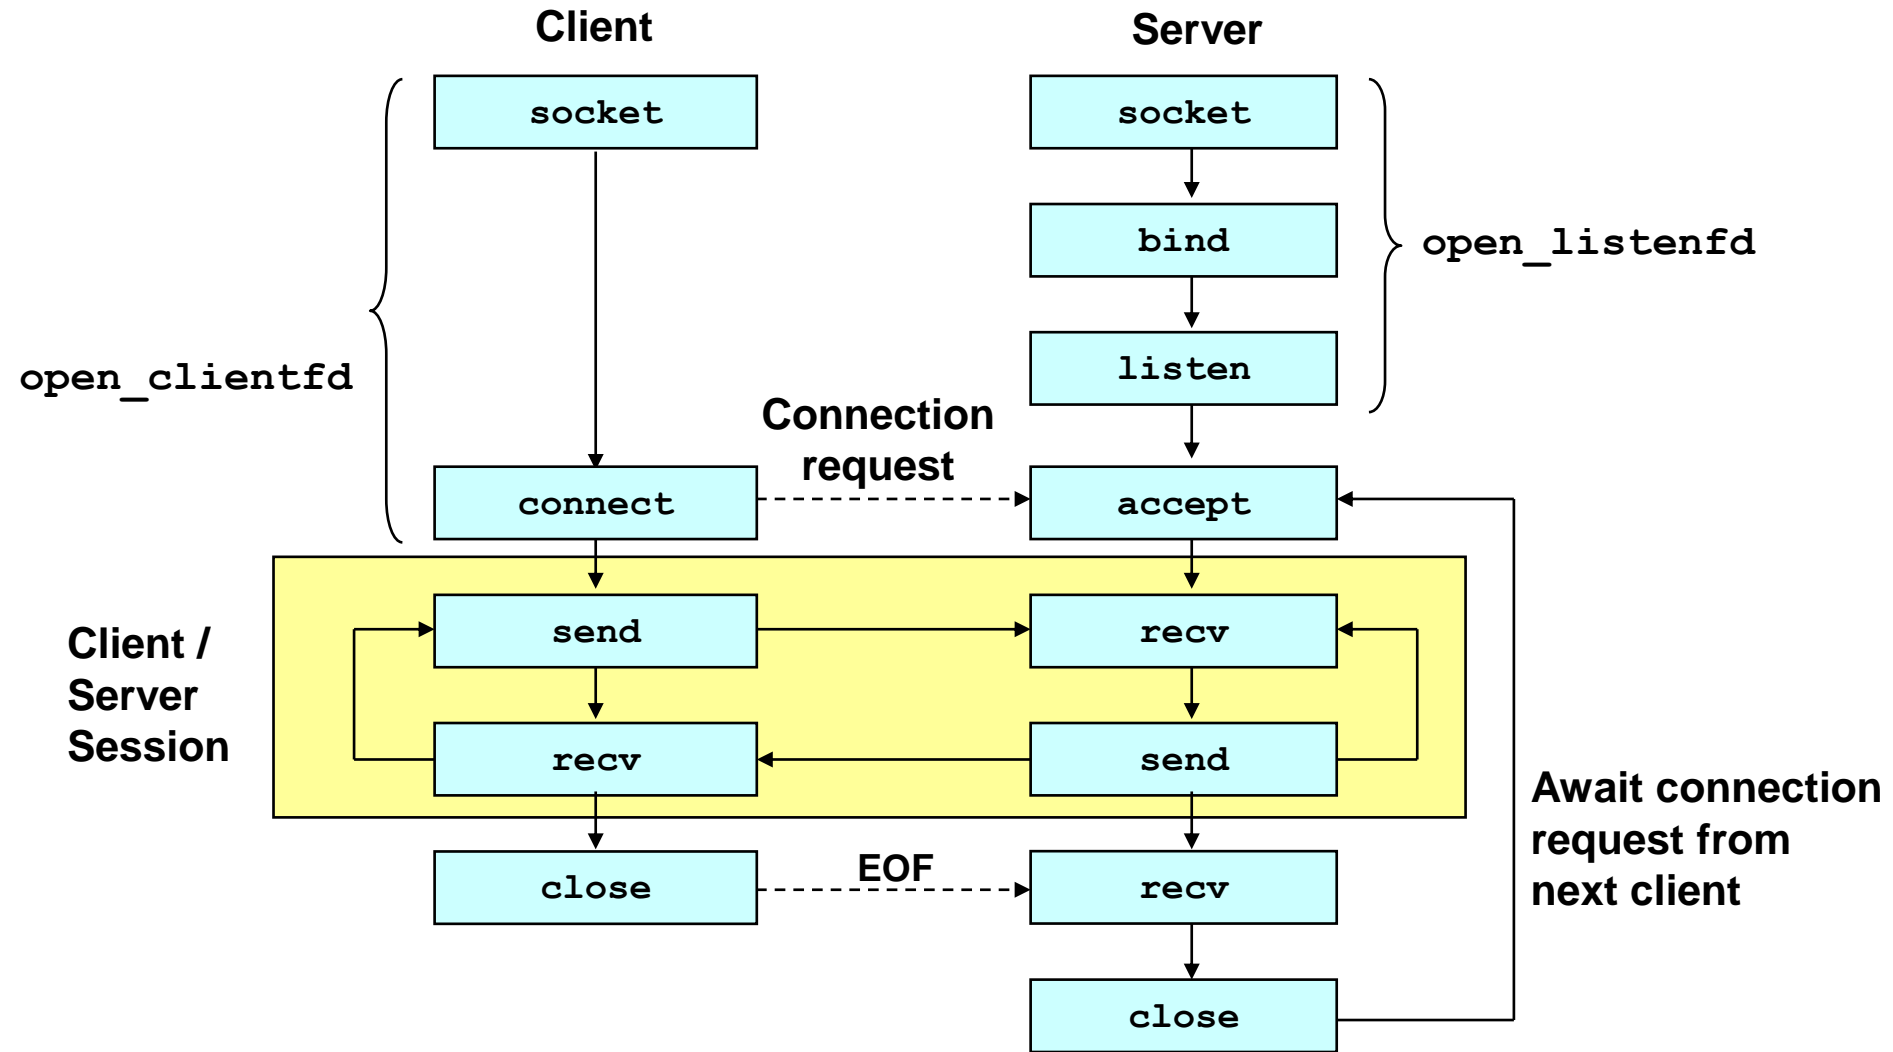 Client
Server
socket
socket
bind
open_listenfd
listen
open_clientfd
Connection
request
connect
accept
Client /
Server
Session
send
recv
recv
send
Await connection
request from
next client
close
EOF
recv
close